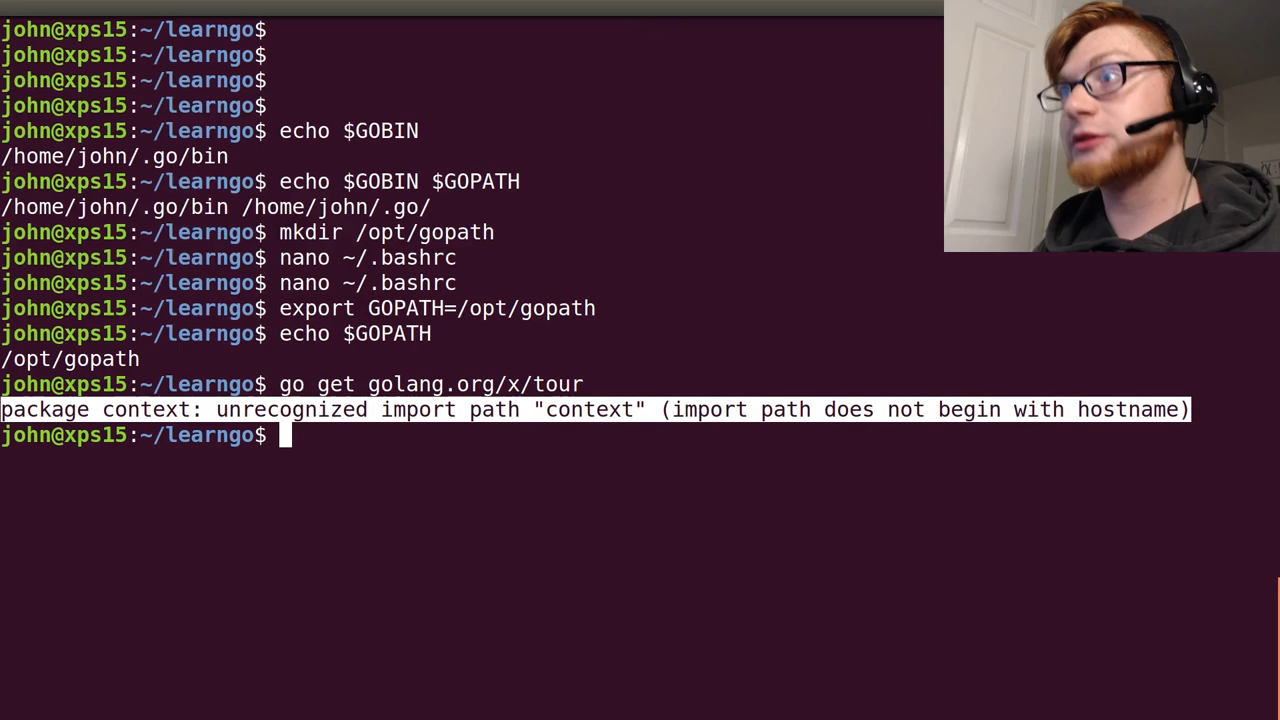 john@xps15:~/learngo$
john@xps15:~/learngo$
john@xps15:~/learngo$
john@xps15:~/learngo$
john@xps15:~/learngo$ echo $GOBIN
/home/john/.go/bin
john@xps15:~/learngo$ echo $GOBIN $GOPATH
/home/john/.go/bin /home/john/.go/
john@xps15:~/learngo$ mkdir /opt/gopath
john@xps15:~/learngo$ nano ~/.bashrc
john@xps15:~/learngo$ nano ~/.bashrc
john@xps15:~/learngo$ export GOPATH=/opt/gopath
john@xps15:~/learngo$ echo $GOPATH
/opt/gopath
john@xps15:~/learngo$ go get golang.org/x/tour
package context: unrecognized import path "context" (import path does not begin with hostname)
john@xps15:~/learngo$